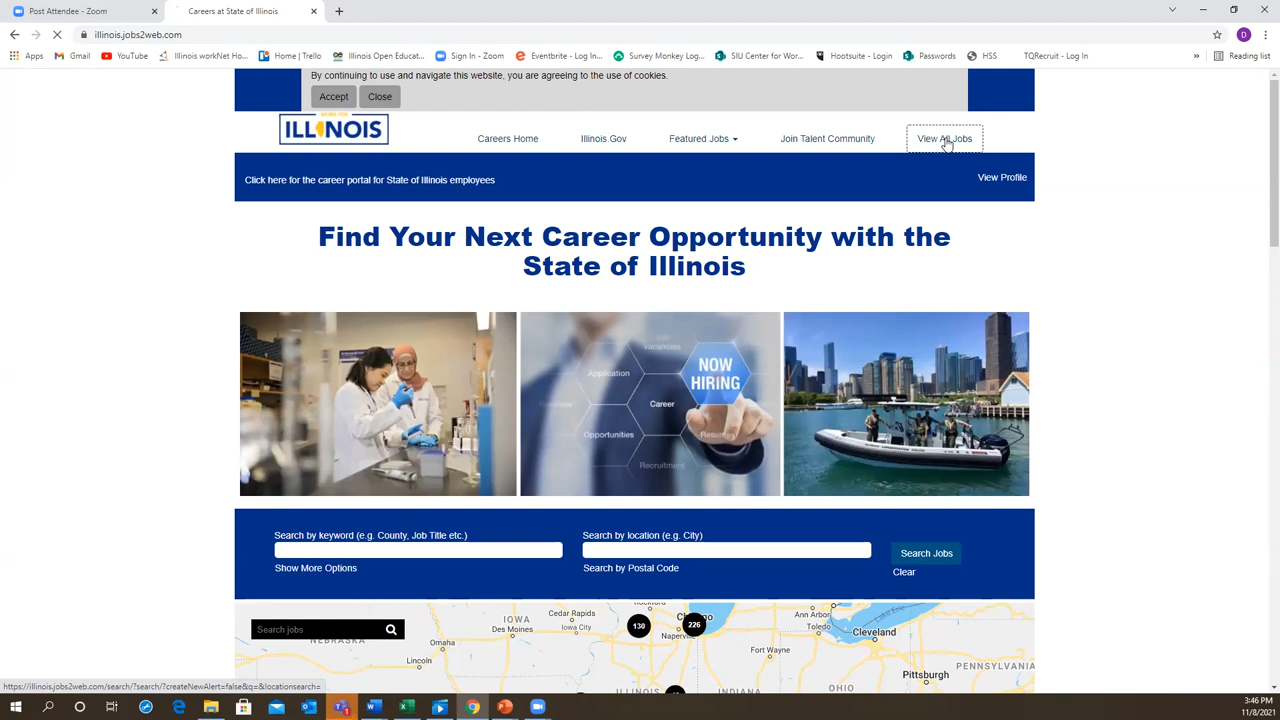 Post Attendee - Zoom
Careers at State of Illinois
illinois.jobs2web.com
D
Apps
Gmail
YouTube
Illinois workNet Ho...
Home | Trello
Illinois Open Educat...
Sign In - Zoom
Eventbrite - Log In...
Survey Monkey Log...
SIU Center for Wor...
Hootsuite - Login
Passwords
HSS
TQRecruit - Log In
»
Reading list
By continuing to use and navigate this website, you are agreeing to the use of cookies.
Accept
Close
ILLINOIS
Careers Home
Illinois.Gov
Featured Jobs
Join Talent Community
View All Jobs
Click here for the career portal for State of Illinois employees
View Profile
Find Your Next Career Opportunity with the
State of Illinois
Vacancies
Application
NOW
HIRING
Career
Opportunities
Resume
Recruitment
Search by keyword (e.g. County, Job Title etc.)
Search by location (e.g. City)
Show More Options
Search by Postal Code
Search Jobs
Clear
Search jobs
NEBRASKA
Omaha
Lincoln
IOWA
Des Moines
Cedar Rapids
Iowa City
Rockford
130
Chicago
226
Naperville
ILLINOIS
INDIANA
Fort Wayne
Ann Arbor
Toledo
OHIO
Cleveland
Pittsburgh
PENNSYLVANIA
https://illinois.jobs2web.com/search/?search/?createNewAlert=false&q=&locationsearch=
3:46 PM
11/8/2021